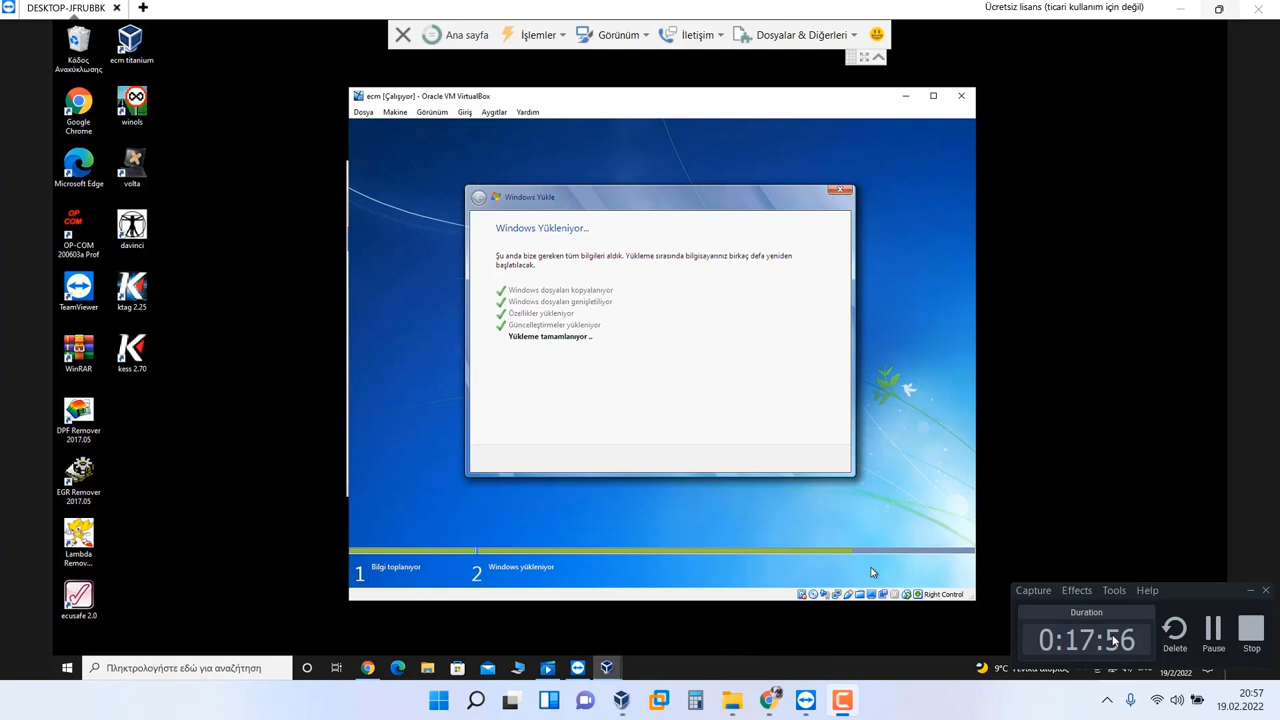 DESKTOP-JFRUBBK
Ücretsiz lisans (ticari kullanım için değil)
Ana sayfa
İşlemler
Görünüm
İletişim
Dosyalar & Diğerleri
Κάδος
Ανακύκλωσης
ecm titanium
Google
Chrome
winols
Microsoft Edge
volta
OP
COM
OP-COM
200603a Prof
davinci
TeamViewer
ktag 2.25
WinRAR
kess 2.70
DPF Remover
2017.05
EGR Remover
2017.05
Lambda
Remov...
ecusafe 2.0
ecm [Çalışıyor] - Oracle VM VirtualBox
Dosya
Makine
Görünüm
Giriş
Aygıtlar
Yardım
Windows Yükle
Windows Yükleniyor...
Şu anda bize gereken tüm bilgileri aldık. Yükleme sırasında bilgisayarınız birkaç defa yeniden
başlatılacak.
Windows dosyaları kopyalanıyor
Windows dosyaları genişletiliyor
Özellikler yükleniyor
Güncelleştirmeler yükleniyor
Yükleme tamamlanıyor ..
1 Bilgi toplanıyor
2 Windows yükleniyor
Right Control
Capture
Effects
Tools
Help
Duration
0:17:56
Delete
Pause
Stop
Πληκτρολογήστε εδώ για αναζήτηση
9°C
19/2/2022
20:57
19.02.2022